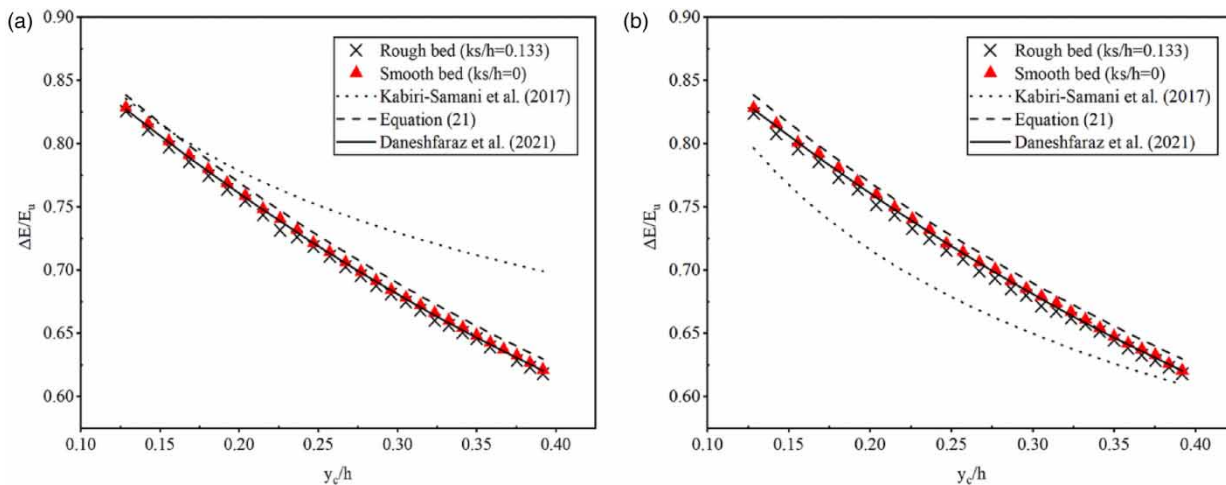 (a)
0.90
0.85
0.80
0.75
0.70
0.65
0.60
ΔE/Eu
Rough bed (ks/h=0.133)
Smooth bed (ks/h=0)
Kabiri-Samani et al. (2017)
Equation (21)
Daneshfaraz et al. (2021)
0.10 0.15 0.20 0.25 0.30 0.35 0.40
yc/h
(b)
0.90
0.85
0.80
0.75
0.70
0.65
0.60
ΔE/Eu
Rough bed (ks/h=0.133)
Smooth bed (ks/h=0)
Kabiri-Samani et al. (2017)
Equation (21)
Daneshfaraz et al. (2021)
0.10 0.15 0.20 0.25 0.30 0.35 0.40
yc/h